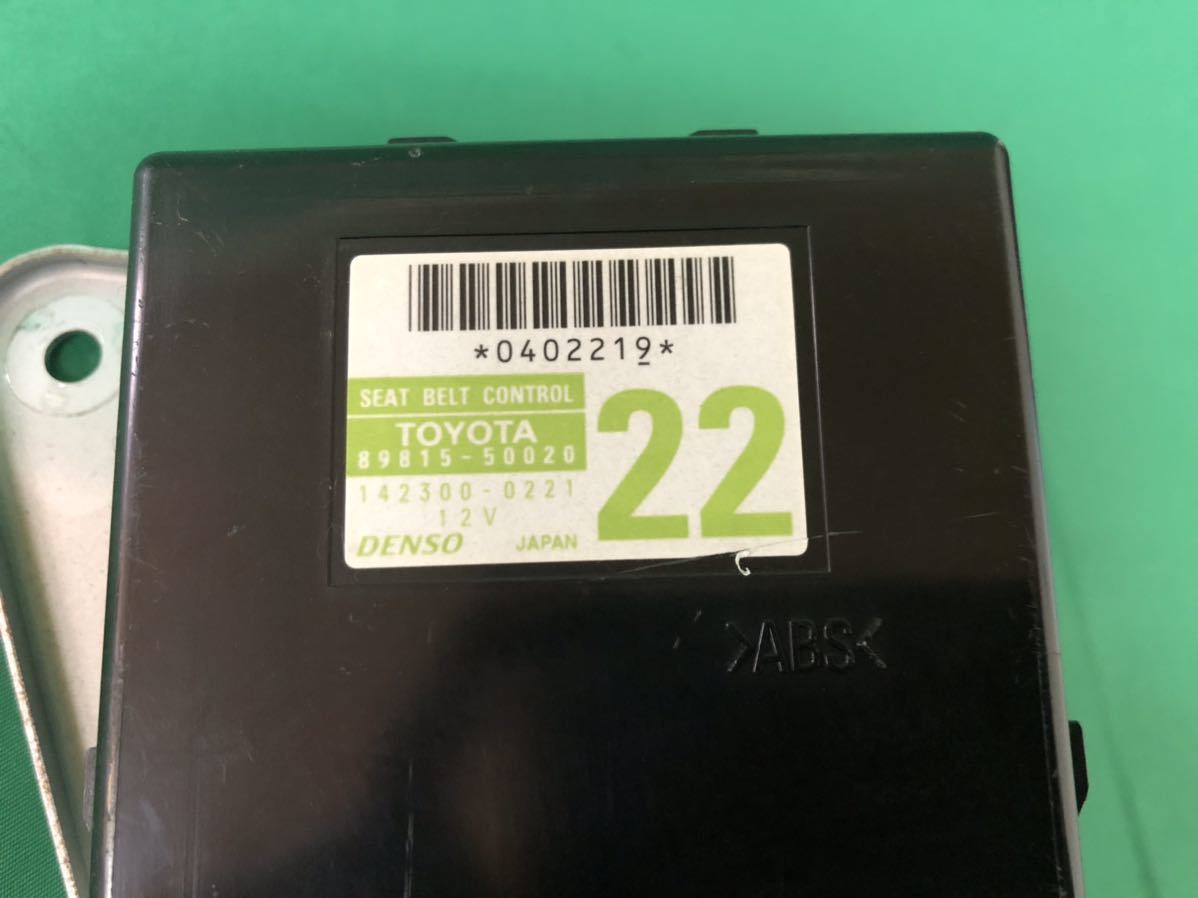 *0402219*
SEAT BELT CONTROL
TOYOTA
89815-50020
22
142300-0221
12V
DENSO JAPAN
>ABS<